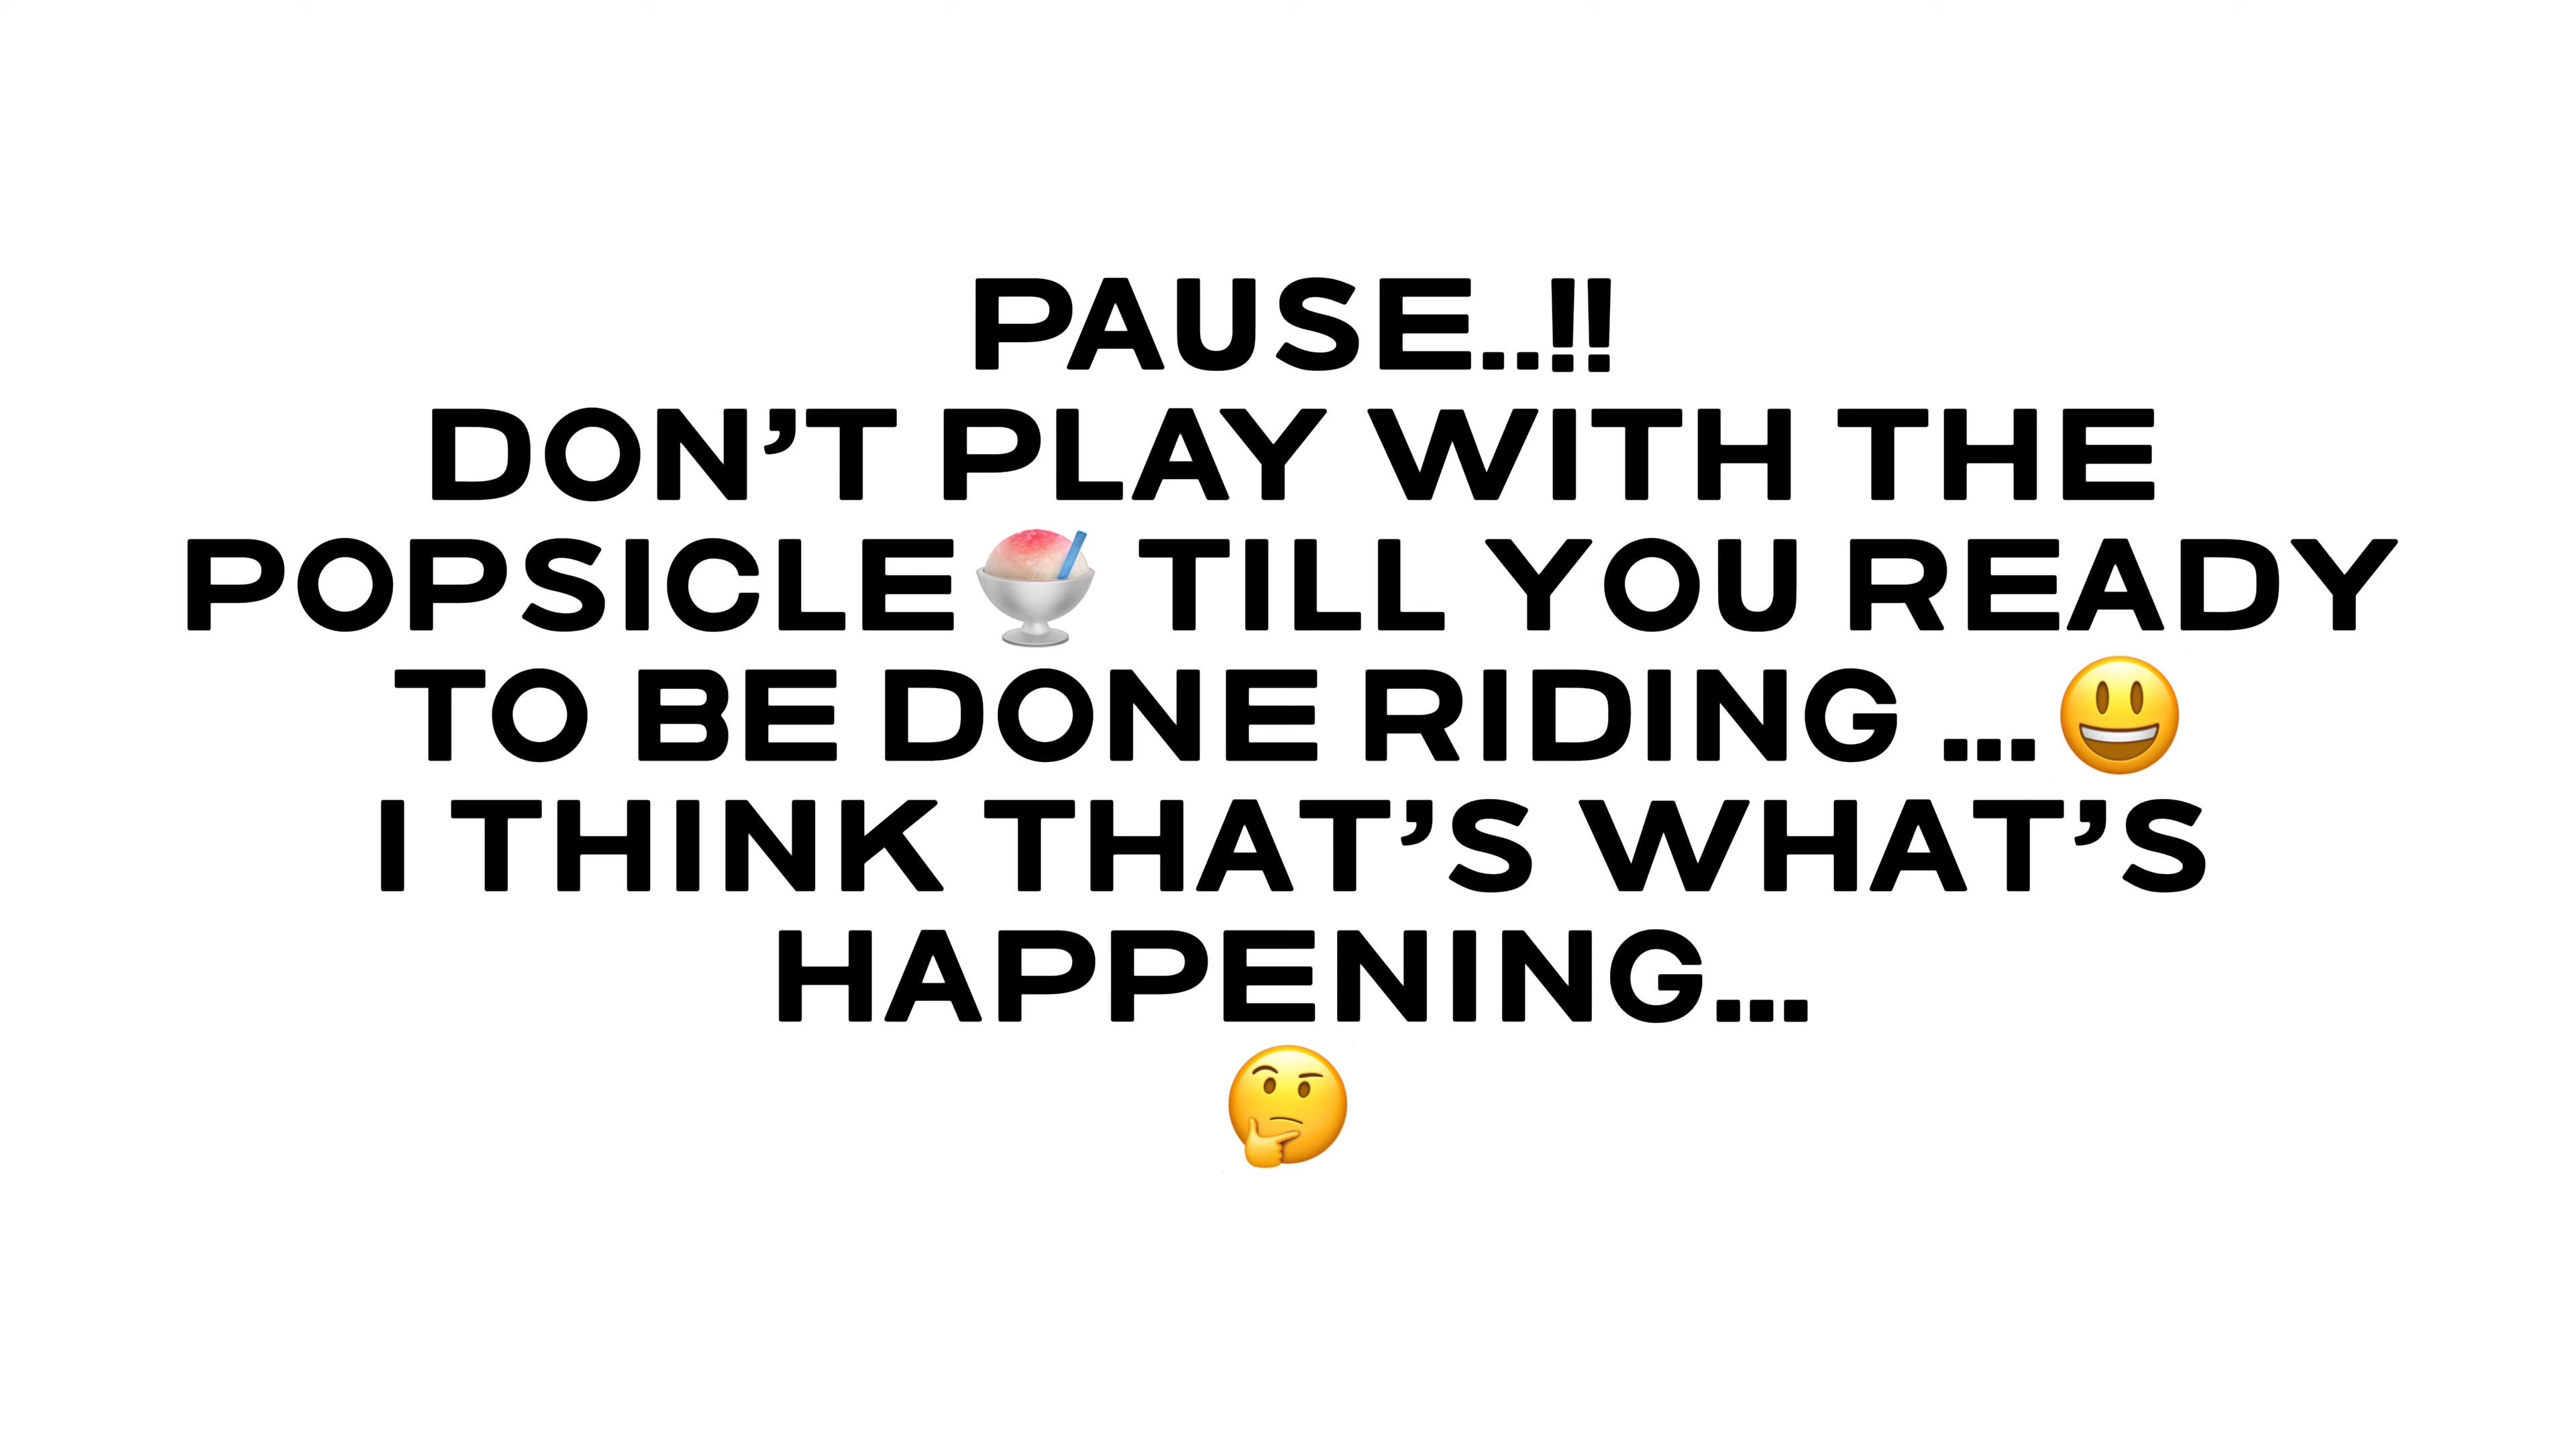 PAUSE..!!
DON’T PLAY WITH THE
POPSICLE🍧 TILL YOU READY
TO BE DONE RIDING ...😃
I THINK THAT’S WHAT’S
HAPPENING...
🤔